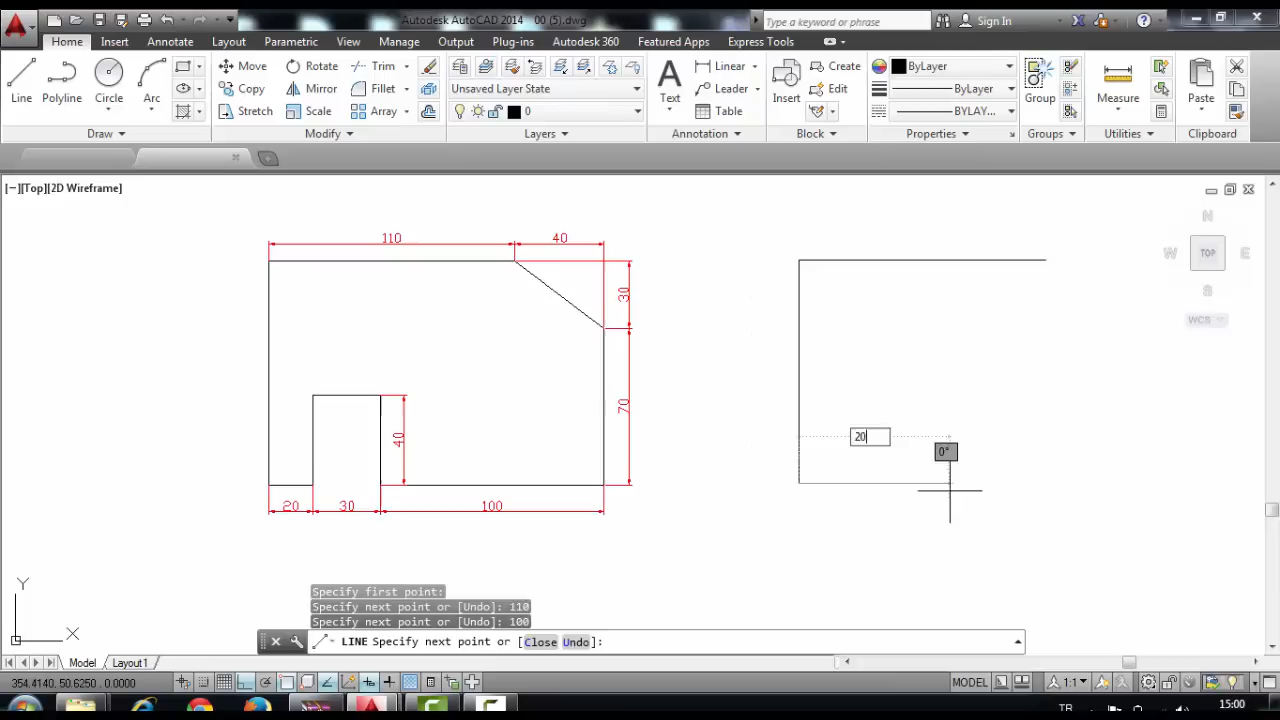 Autodesk AutoCAD 2014 00 (5).dwg
Type a keyword or phrase
Sign In
Home Insert Annotate Layout Parametric View Manage Output Plug-ins Autodesk 360 Featured Apps Express Tools
Line Polyline Circle Arc
Move Rotate Trim
Copy Mirror Fillet
Stretch Scale Array
Unsaved Layer State
0
Text
Linear
Leader
Table
Insert
Create
Edit
ByLayer
ByLayer
BYLAY...
Group
Measure
Paste
Draw Modify Layers Annotation Block Properties Groups Utilities Clipboard
[−][Top][2D Wireframe]
N
W TOP E
S
WCS
110 40
30
70
40
20 30 100
20
0°
Y
X
Specify first point:
Specify next point or [Undo]: 110
Specify next point or [Undo]: 100
LINE Specify next point or [Close Undo]:
Model Layout1
354.4140, 50.6250, 0.0000
MODEL
1:1
TR
15:00